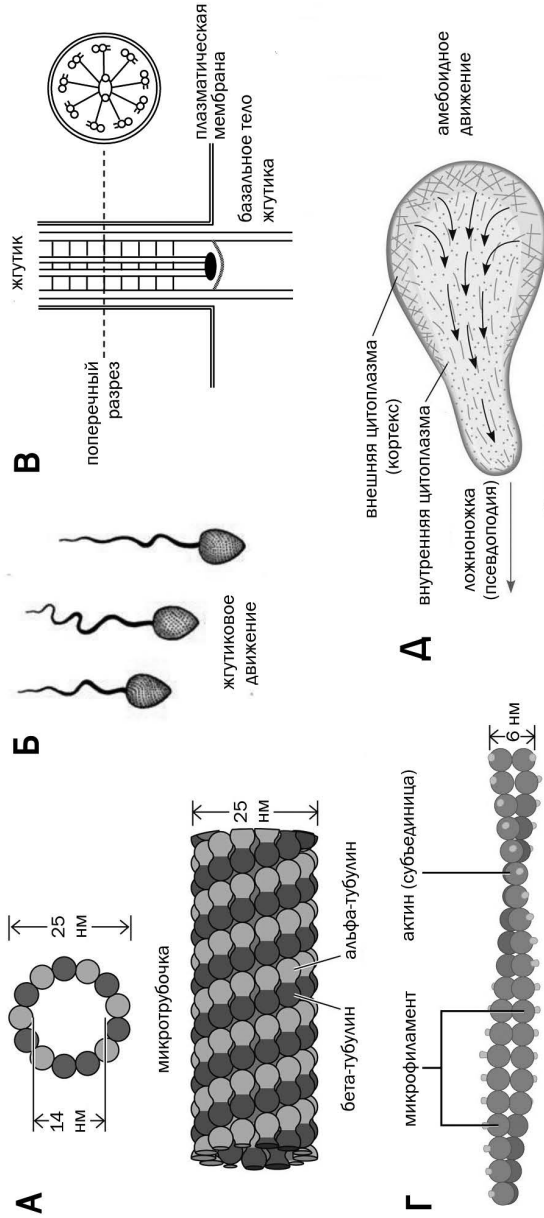 А
14
нм
25
нм
микротрубочка
25
нм
бета-тубулин
альфа-тубулин
Б
жгутиковое
движение
В
жгутик
поперечный
разрез
плазматическая
мембрана
базальное тело
жгутика
Г
микрофиламент
актин (субъединица)
6 нм
Д
внешняя цитоплазма
(кортекс)
внутренняя цитоплазма
ложноножка
(псевдоподия)
амебоидное
движение